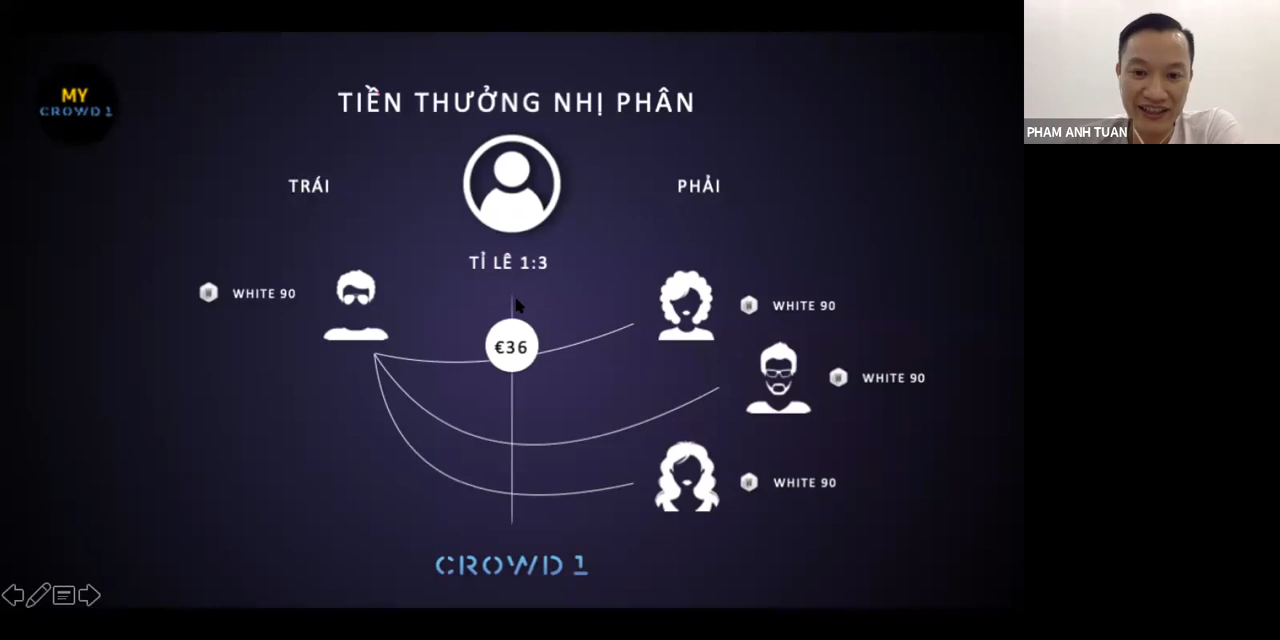 MY
CROWD 1
TIỀN THƯỞNG NHỊ PHÂN
TRÁI
PHẢI
TỈ LÊ 1:3
WHITE 90
WHITE 90
€36
WHITE 90
WHITE 90
CROWD 1
PHAM ANH TUAN